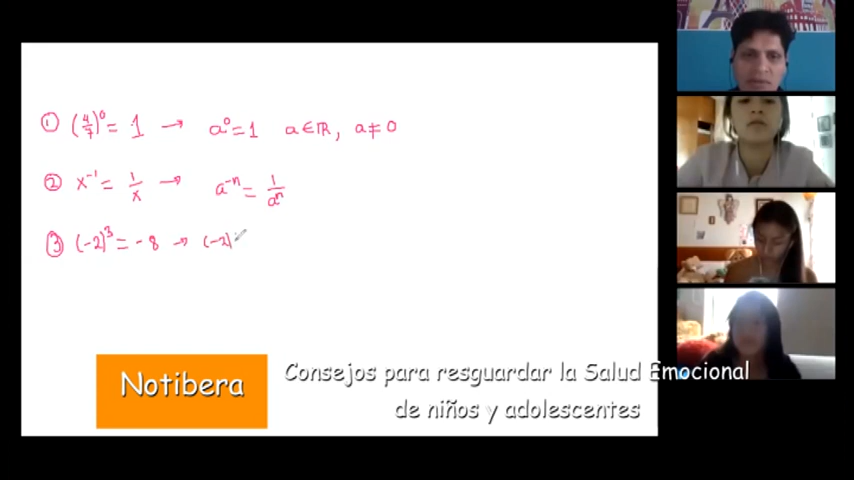 ① (4/7)⁰ = 1 → a⁰ = 1 a ∈ ℝ, a ≠ 0
② x⁻¹ = 1/x → a⁻ⁿ = 1/aⁿ
③ (-2)³ = -8 → (-2)
Notibera
Consejos para resguardar la Salud Emocional
de niños y adolescentes